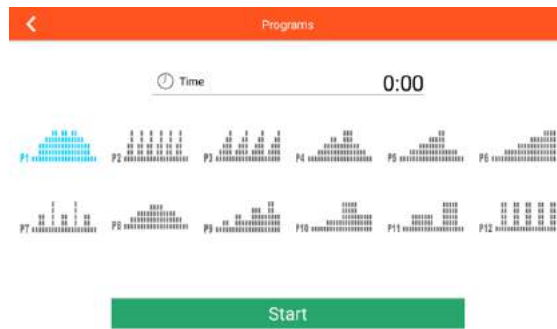 Programs
Time 0:00
P1 P2 P3 P4 P5 P6
P7 P8 P9 P10 P11 P12
Start